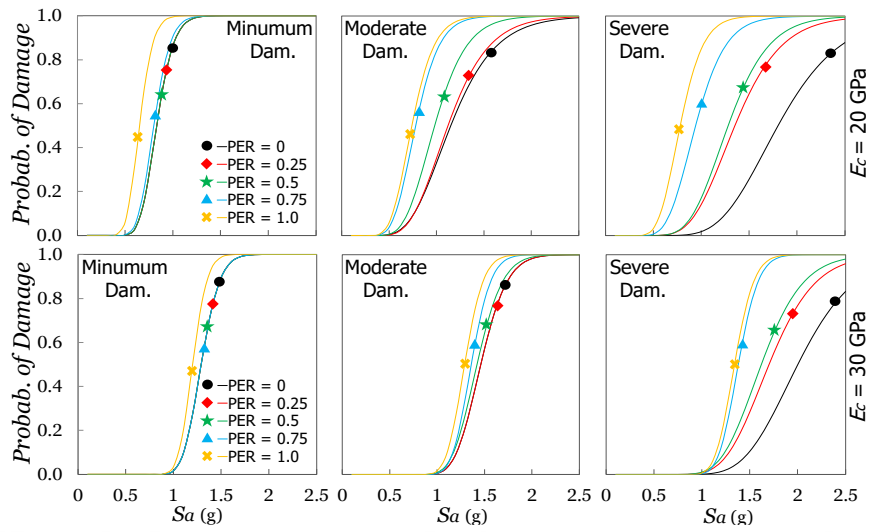 Probab. of Damage
1.0
0.8
0.6
0.4
0.2
0.0
Minumum
Dam.
PER = 0
PER = 0.25
PER = 0.5
PER = 0.75
PER = 1.0
Moderate
Dam.
Severe
Dam.
Ec = 20 GPa
Probab. of Damage
1.0
0.8
0.6
0.4
0.2
0.0
Minumum
Dam.
PER = 0
PER = 0.25
PER = 0.5
PER = 0.75
PER = 1.0
0 0.5 1 1.5 2 2.5
Sa (g)
Moderate
Dam.
0 0.5 1 1.5 2 2.5
Sa (g)
Severe
Dam.
0 0.5 1 1.5 2 2.5
Sa (g)
Ec = 30 GPa